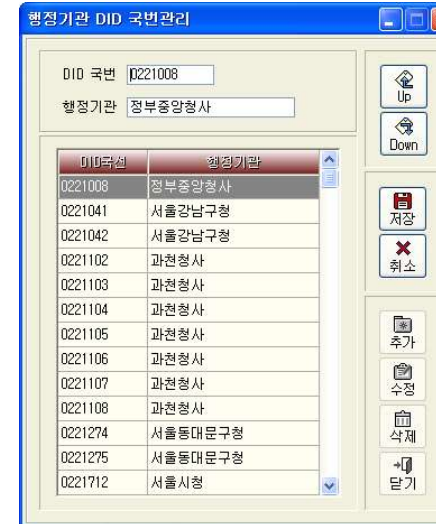 행정기관 DID 국번관리
DID 국번 0221008
행정기관 정부중앙청사
DID국선 행정기관
0221008 정부중앙청사
0221041 서울강남구청
0221042 서울강남구청
0221102 과천청사
0221103 과천청사
0221104 과천청사
0221105 과천청사
0221106 과천청사
0221107 과천청사
0221108 과천청사
0221274 서울동대문구청
0221275 서울동대문구청
0221712 서울시청
Up
Down
저장
취소
추가
수정
삭제
닫기